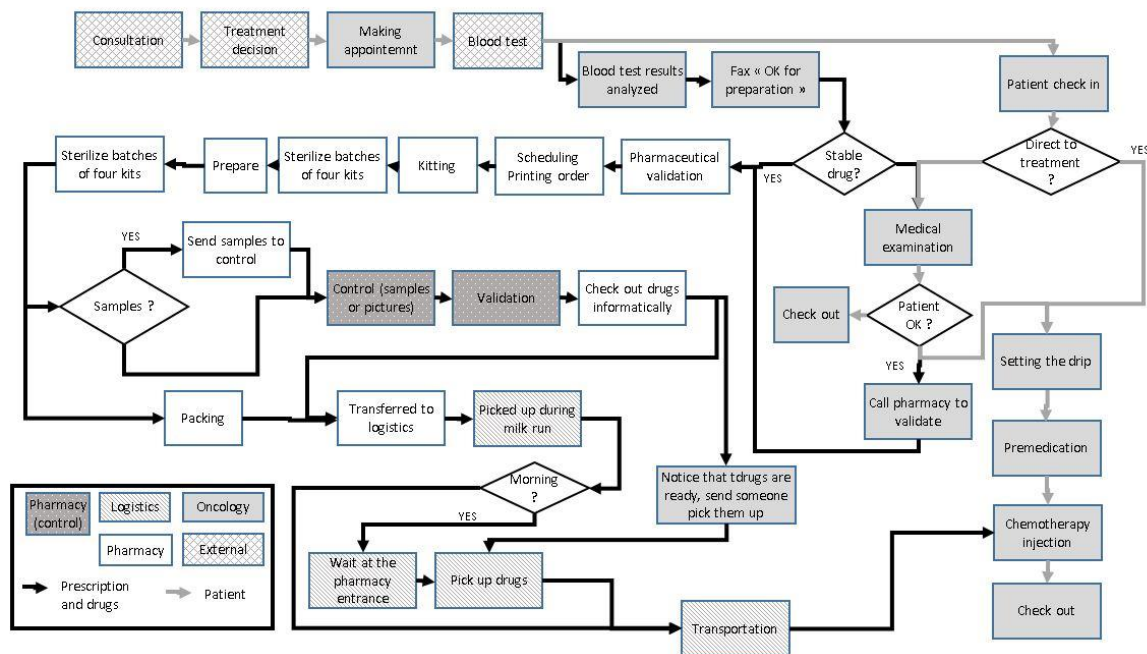 Consultation
Treatment
decision
Making
appointemnt
Blood test
Blood test results
analyzed
Fax « OK for
preparation »
Patient check in
Sterilize batches
of four kits
Prepare
Sterilize batches
of four kits
Kitting
Scheduling
Printing order
Pharmaceutical
validation
YES
Stable
drug?
Direct to
treatment
?
YES
YES
Send samples to
control
Medical
examination
Samples ?
Control (samples
or pictures)
Validation
Check out drugs
informatically
Check out
Patient
OK ?
YES
Setting the drip
Packing
Transferred to
logistics
Picked up during
milk run
Call pharmacy to
validate
Premedication
Morning
?
YES
Notice that tdrugs are
ready, send someone
pick them up
Pharmacy
(control)
Logistics
Oncology
Pharmacy
External
Prescription
and drugs
Patient
Wait at the
pharmacy
entrance
Pick up drugs
Chemotherapy
injection
Transportation
Check out